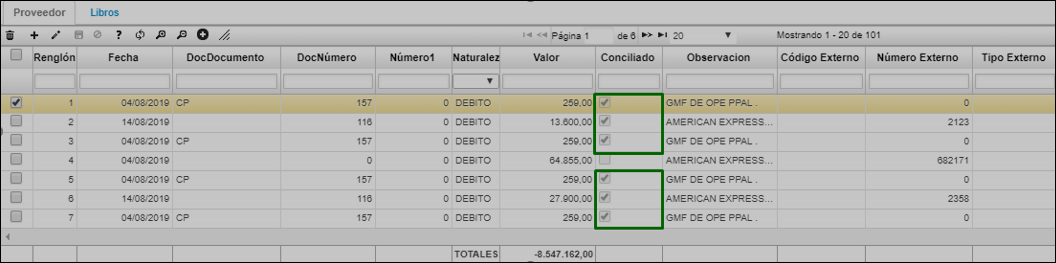 Proveedor Libros
Página 1 de 6 20 Mostrando 1 - 20 de 101
Renglón Fecha DocDocumento DocNúmero Número1 Naturalez Valor Conciliado Observacion Código Externo Número Externo Tipo Externo
1 04/08/2019 CP 157 0 DEBITO 259,00 GMF DE OPE PPAL . 0
2 14/08/2019 116 0 DEBITO 13.600,00 AMERICAN EXPRESS... 2123
3 04/08/2019 CP 157 0 DEBITO 259,00 GMF DE OPE PPAL . 0
4 04/08/2019 0 0 DEBITO 64.855,00 AMERICAN EXPRESS... 682171
5 04/08/2019 CP 157 0 DEBITO 259,00 GMF DE OPE PPAL . 0
6 14/08/2019 116 0 DEBITO 27.900,00 AMERICAN EXPRESS... 2358
7 04/08/2019 CP 157 0 DEBITO 259,00 GMF DE OPE PPAL . 0
TOTALES -8.547.162,00